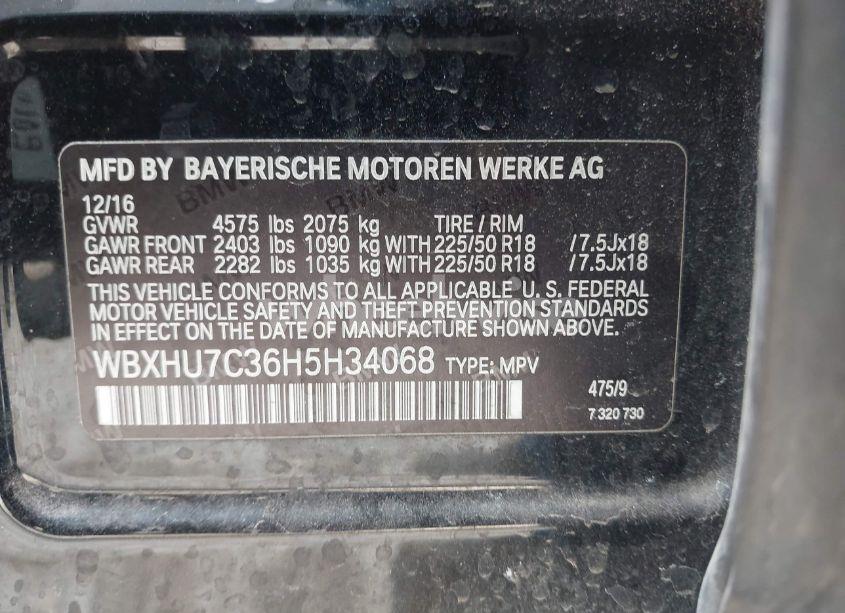 MFD BY BAYERISCHE MOTOREN WERKE AG
12/16
GVWR 4575 lbs 2075 kg TIRE / RIM
GAWR FRONT 2403 lbs 1090 kg WITH 225/50 R18 / 7.5Jx18
GAWR REAR 2282 lbs 1035 kg WITH 225/50 R18 / 7.5Jx18
THIS VEHICLE CONFORMS TO ALL APPLICABLE U. S. FEDERAL
MOTOR VEHICLE SAFETY AND THEFT PREVENTION STANDARDS
IN EFFECT ON THE DATE OF MANUFACTURE SHOWN ABOVE.
WBXHU7C36H5H34068 TYPE: MPV
475/9
7 320 730